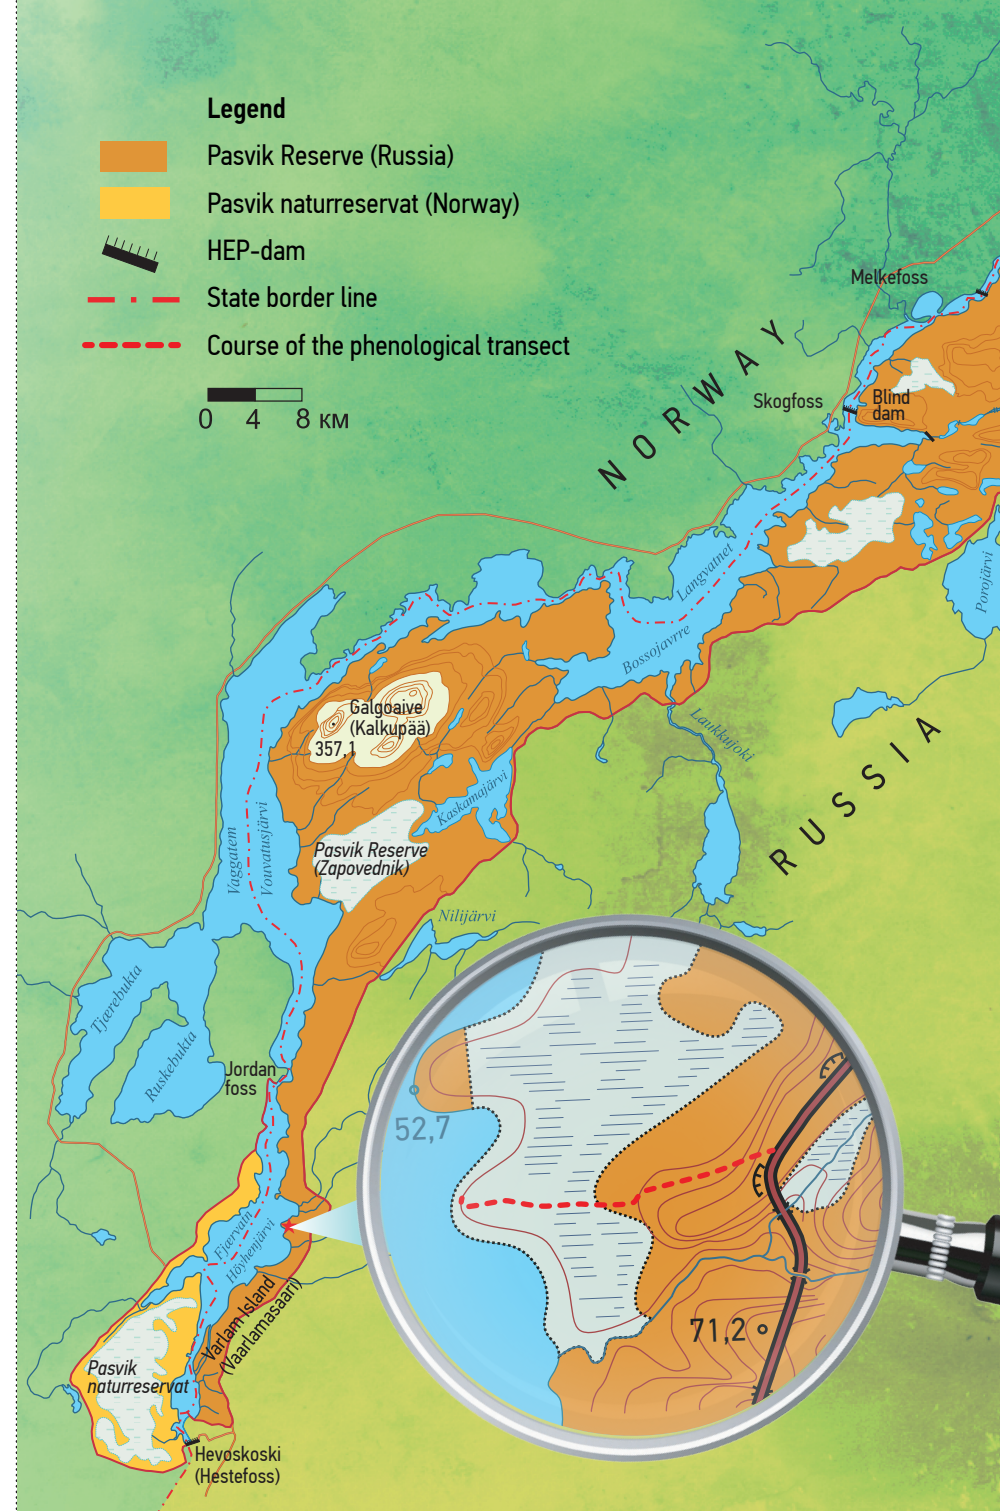 Legend
Pasvik Reserve (Russia)
Pasvik naturreservat (Norway)
HEP-dam
State border line
Course of the phenological transect
0 4 8 км
NORWAY
Melkefoss
Skogfoss
Blind
dam
Langvatnet
Bossojavrre
Porojärvi
RUSSIA
Laukkujoki
Galgoaive
(Kalkupää)
357,1
Kaskamajärvi
Pasvik Reserve
(Zapovednik)
Vaggatem
Vouvatusjärvi
Nilijärvi
Tjærebukta
Ruskebukta
Jordan
foss
52,7
71,2
Fjærvatn
Höyhenjärvi
Varlam Island
(Vaarlamasaari)
Pasvik
naturreservat
Hevoskoski
(Hestefoss)